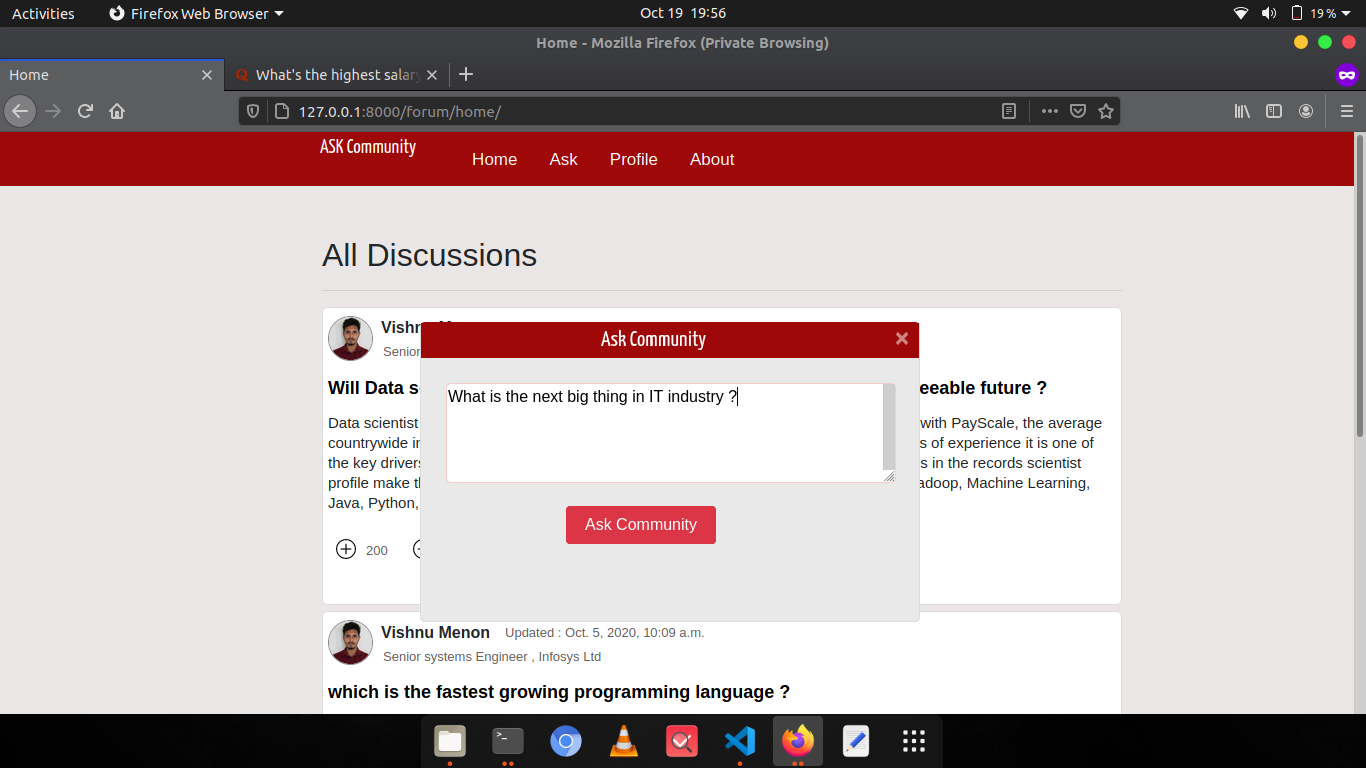 Activities Firefox Web Browser Oct 19 19:56 19%
Home - Mozilla Firefox (Private Browsing)
Home What's the highest salary
127.0.0.1:8000/forum/home/
ASK Community Home Ask Profile About
All Discussions
Vishnu
Senior
Will Data eeable future ?
Data scientist with PayScale, the average
countrywide s of experience it is one of
the key drivers s in the records scientist
profile make adoop, Machine Learning,
Java, Python,
200
Ask Community ×
What is the next big thing in IT industry ?
Ask Community
Vishnu Menon Updated : Oct. 5, 2020, 10:09 a.m.
Senior systems Engineer , Infosys Ltd
which is the fastest growing programming language ?